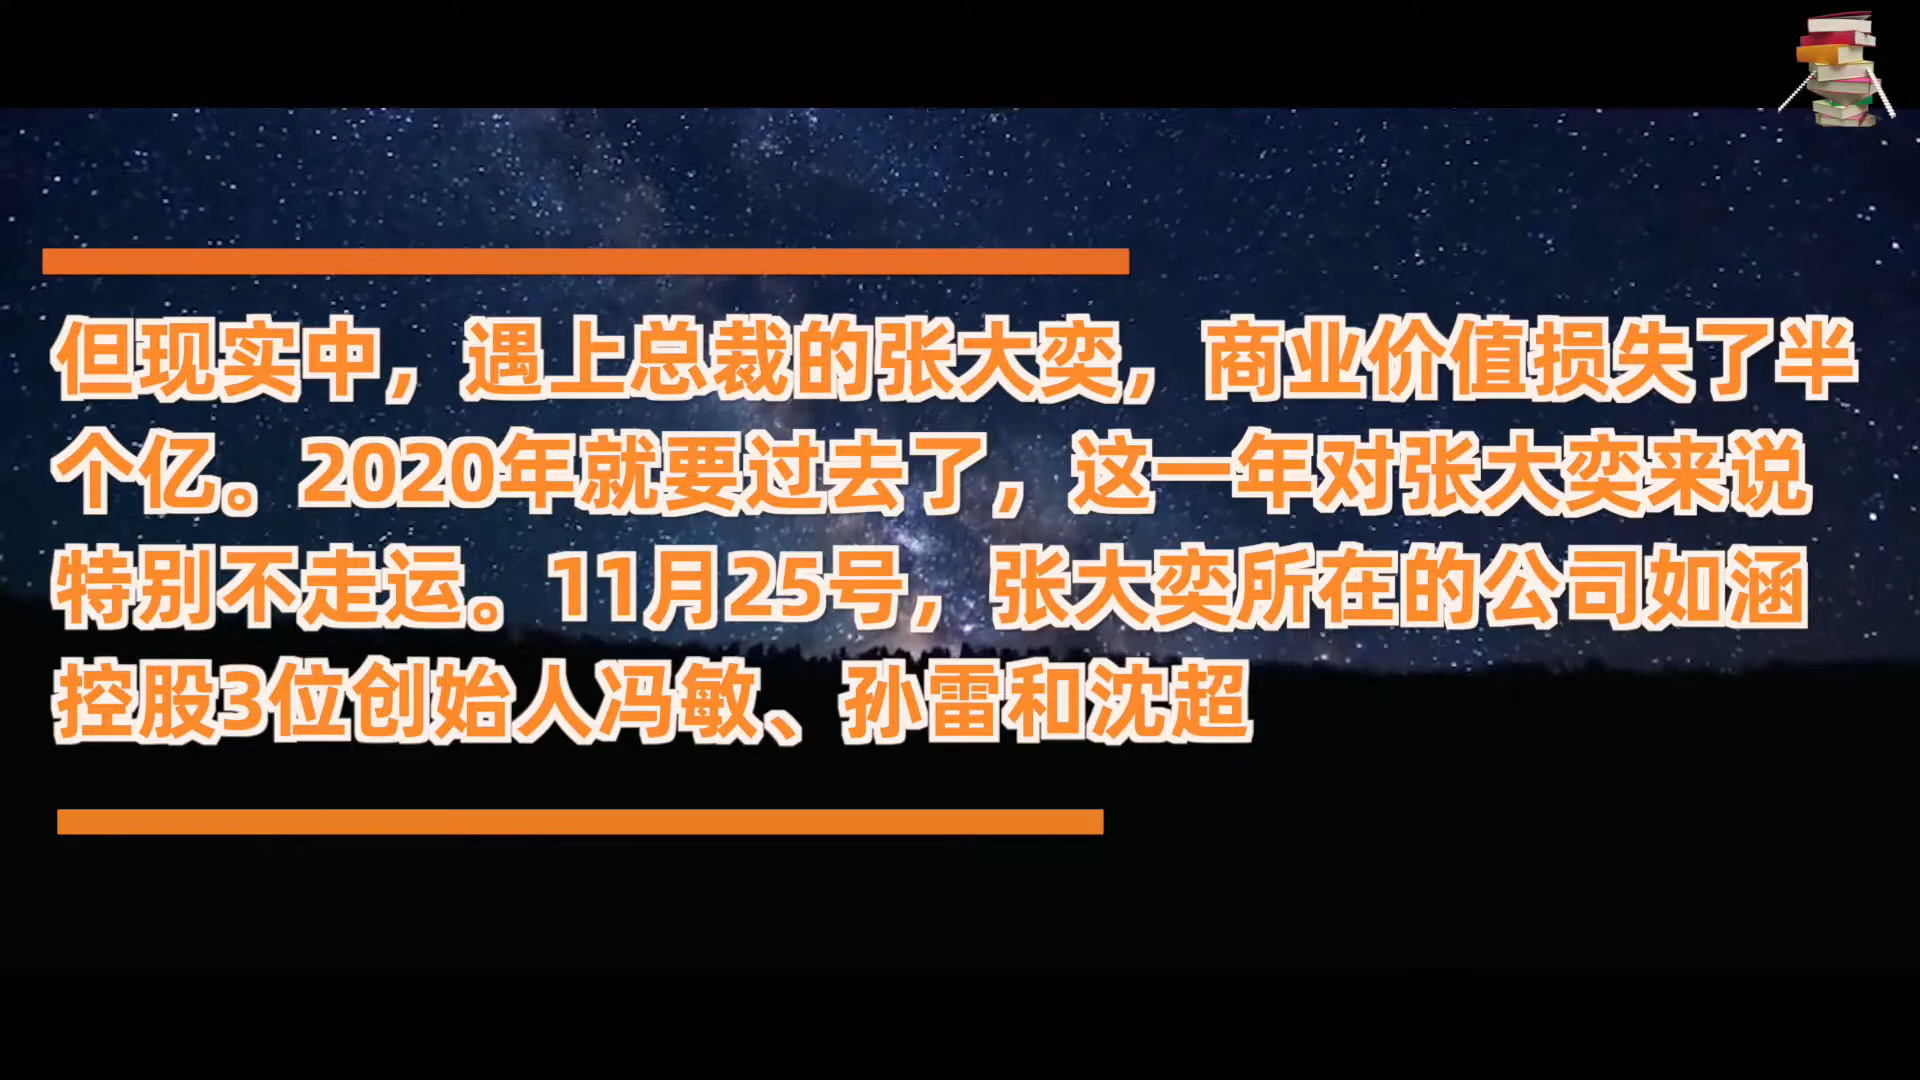 但现实中，遇上总裁的张大奕，商业价值损失了半
个亿。2020年就要过去了，这一年对张大奕来说
特别不走运。11月25号，张大奕所在的公司如涵
控股3位创始人冯敏、孙雷和沈超